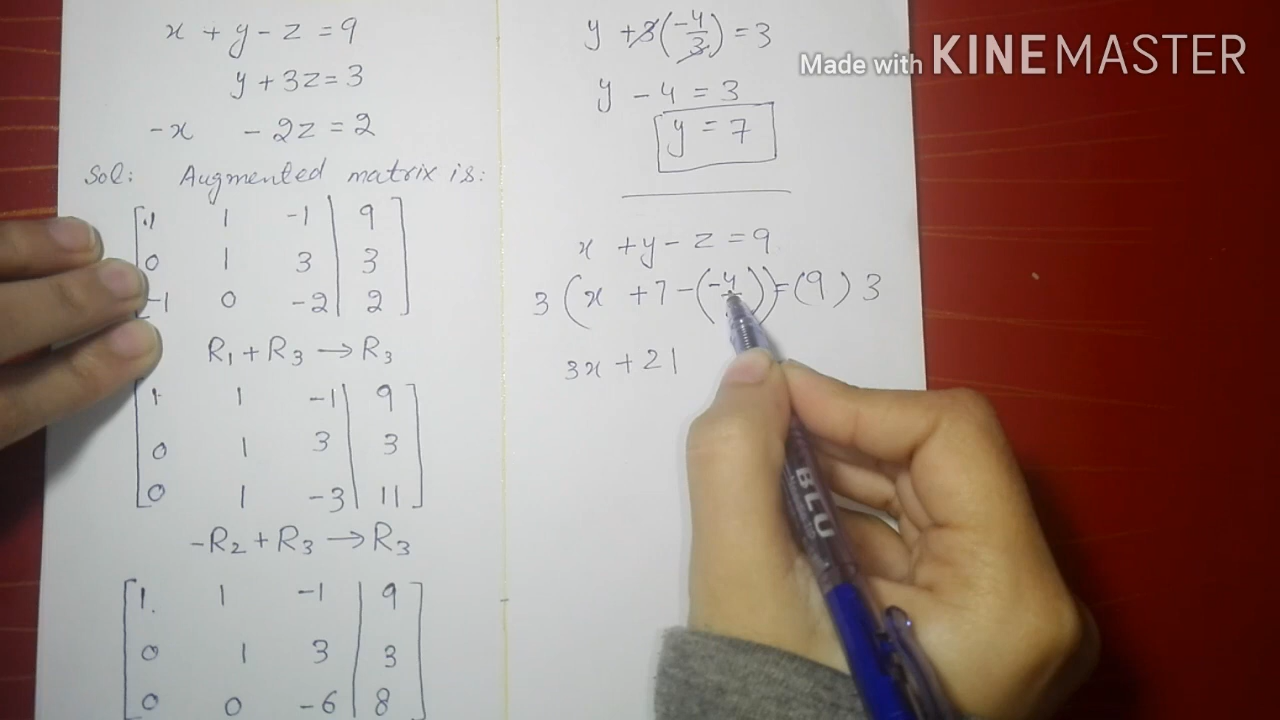 x + y - z = 9
y + 3z = 3
-x - 2z = 2
Sol: Augmented matrix is:
1 1 -1 | 9
0 1 3 | 3
-1 0 -2 | 2
R₁ + R₃ → R₃
1 1 -1 | 9
0 1 3 | 3
0 1 -3 | 11
-R₂ + R₃ → R₃
1 1 -1 | 9
0 1 3 | 3
0 0 -6 | 8
y + 3(-4/3) = 3
y - 4 = 3
y = 7
x + y - z = 9
3 (x + 7 - (-4/)) = (9) 3
3x + 21
Made with KINEMASTER
BLU